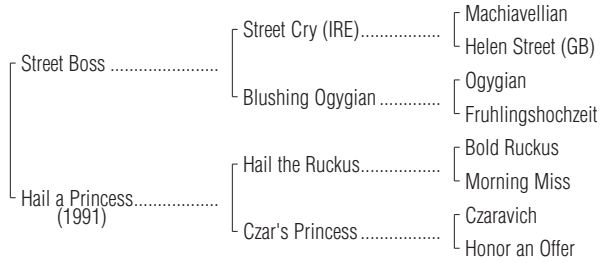 Machiavellian
Street Cry (IRE)..................
Helen Street (GB)
Street Boss ........................
Ogygian
Blushing Ogygian ..............
Fruhlingshochzeit
Bold Ruckus
Hail the Ruckus..................
Morning Miss
Hail a Princess...................
(1991)
Czaravich
Czar's Princess ..................
Honor an Offer